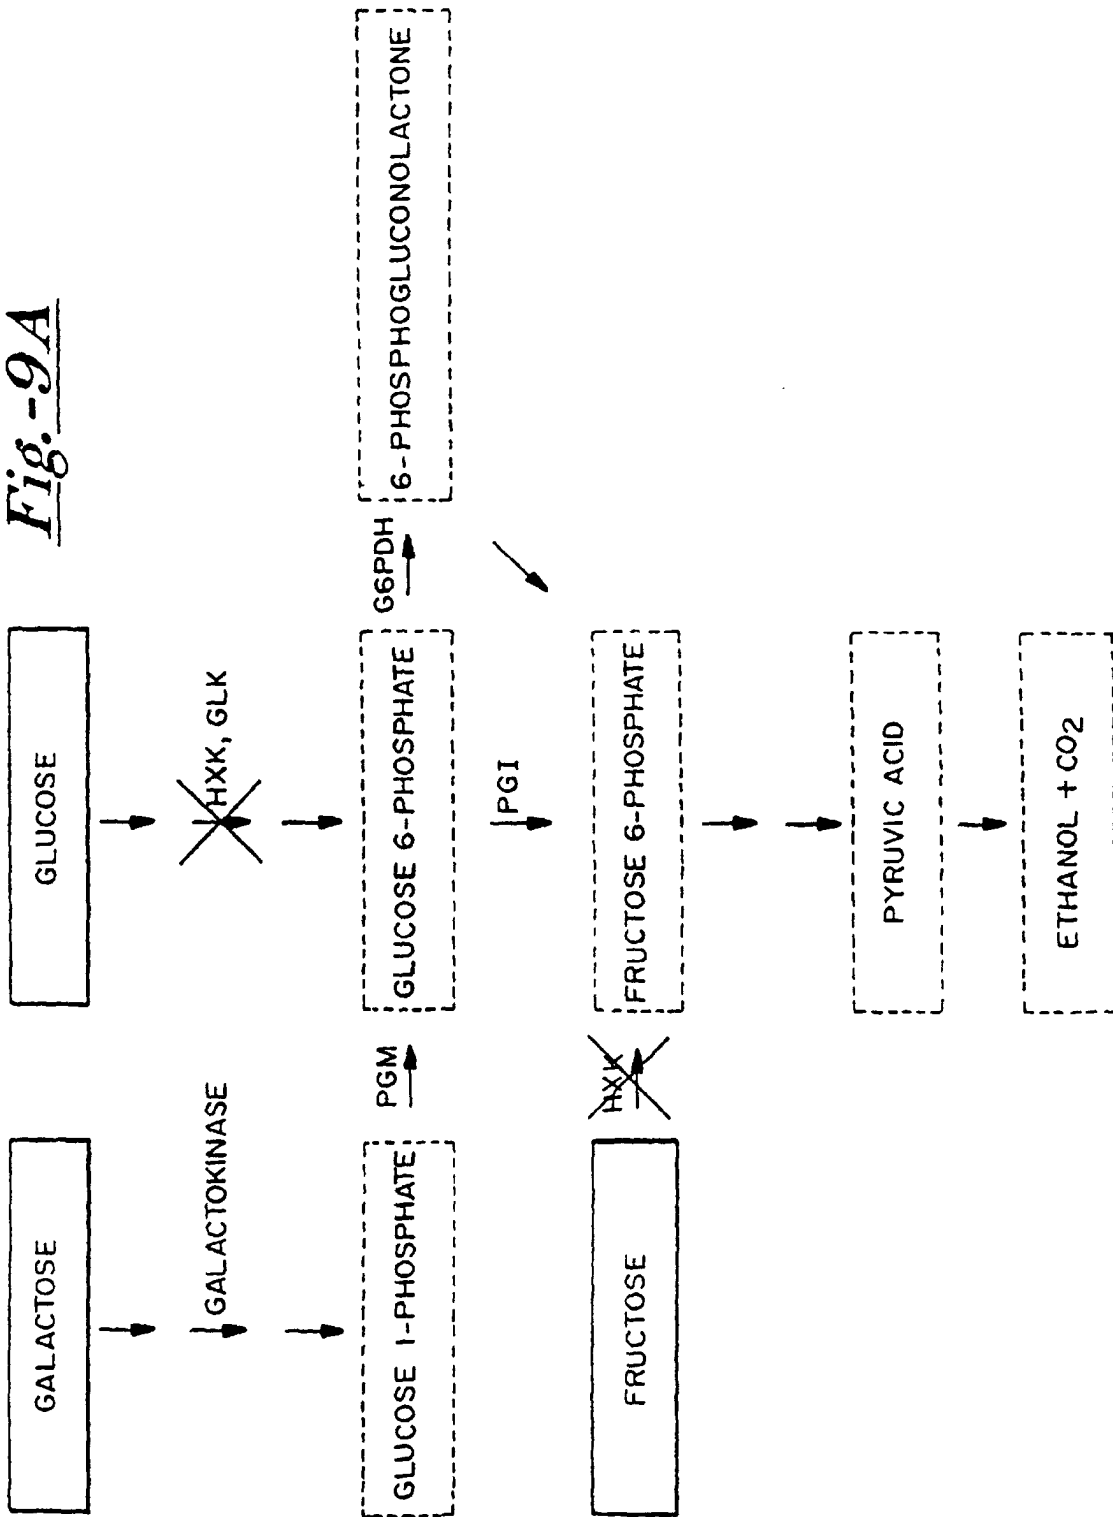 Fig.-9A
GALACTOSE
GLUCOSE
GALACTOKINASE
HXK, GLK
GLUCOSE 1-PHOSPHATE
PGM
GLUCOSE 6-PHOSPHATE
G6PDH
6-PHOSPHOGLUCONOLACTONE
PGI
FRUCTOSE
HXK
FRUCTOSE 6-PHOSPHATE
PYRUVIC ACID
ETHANOL + CO2